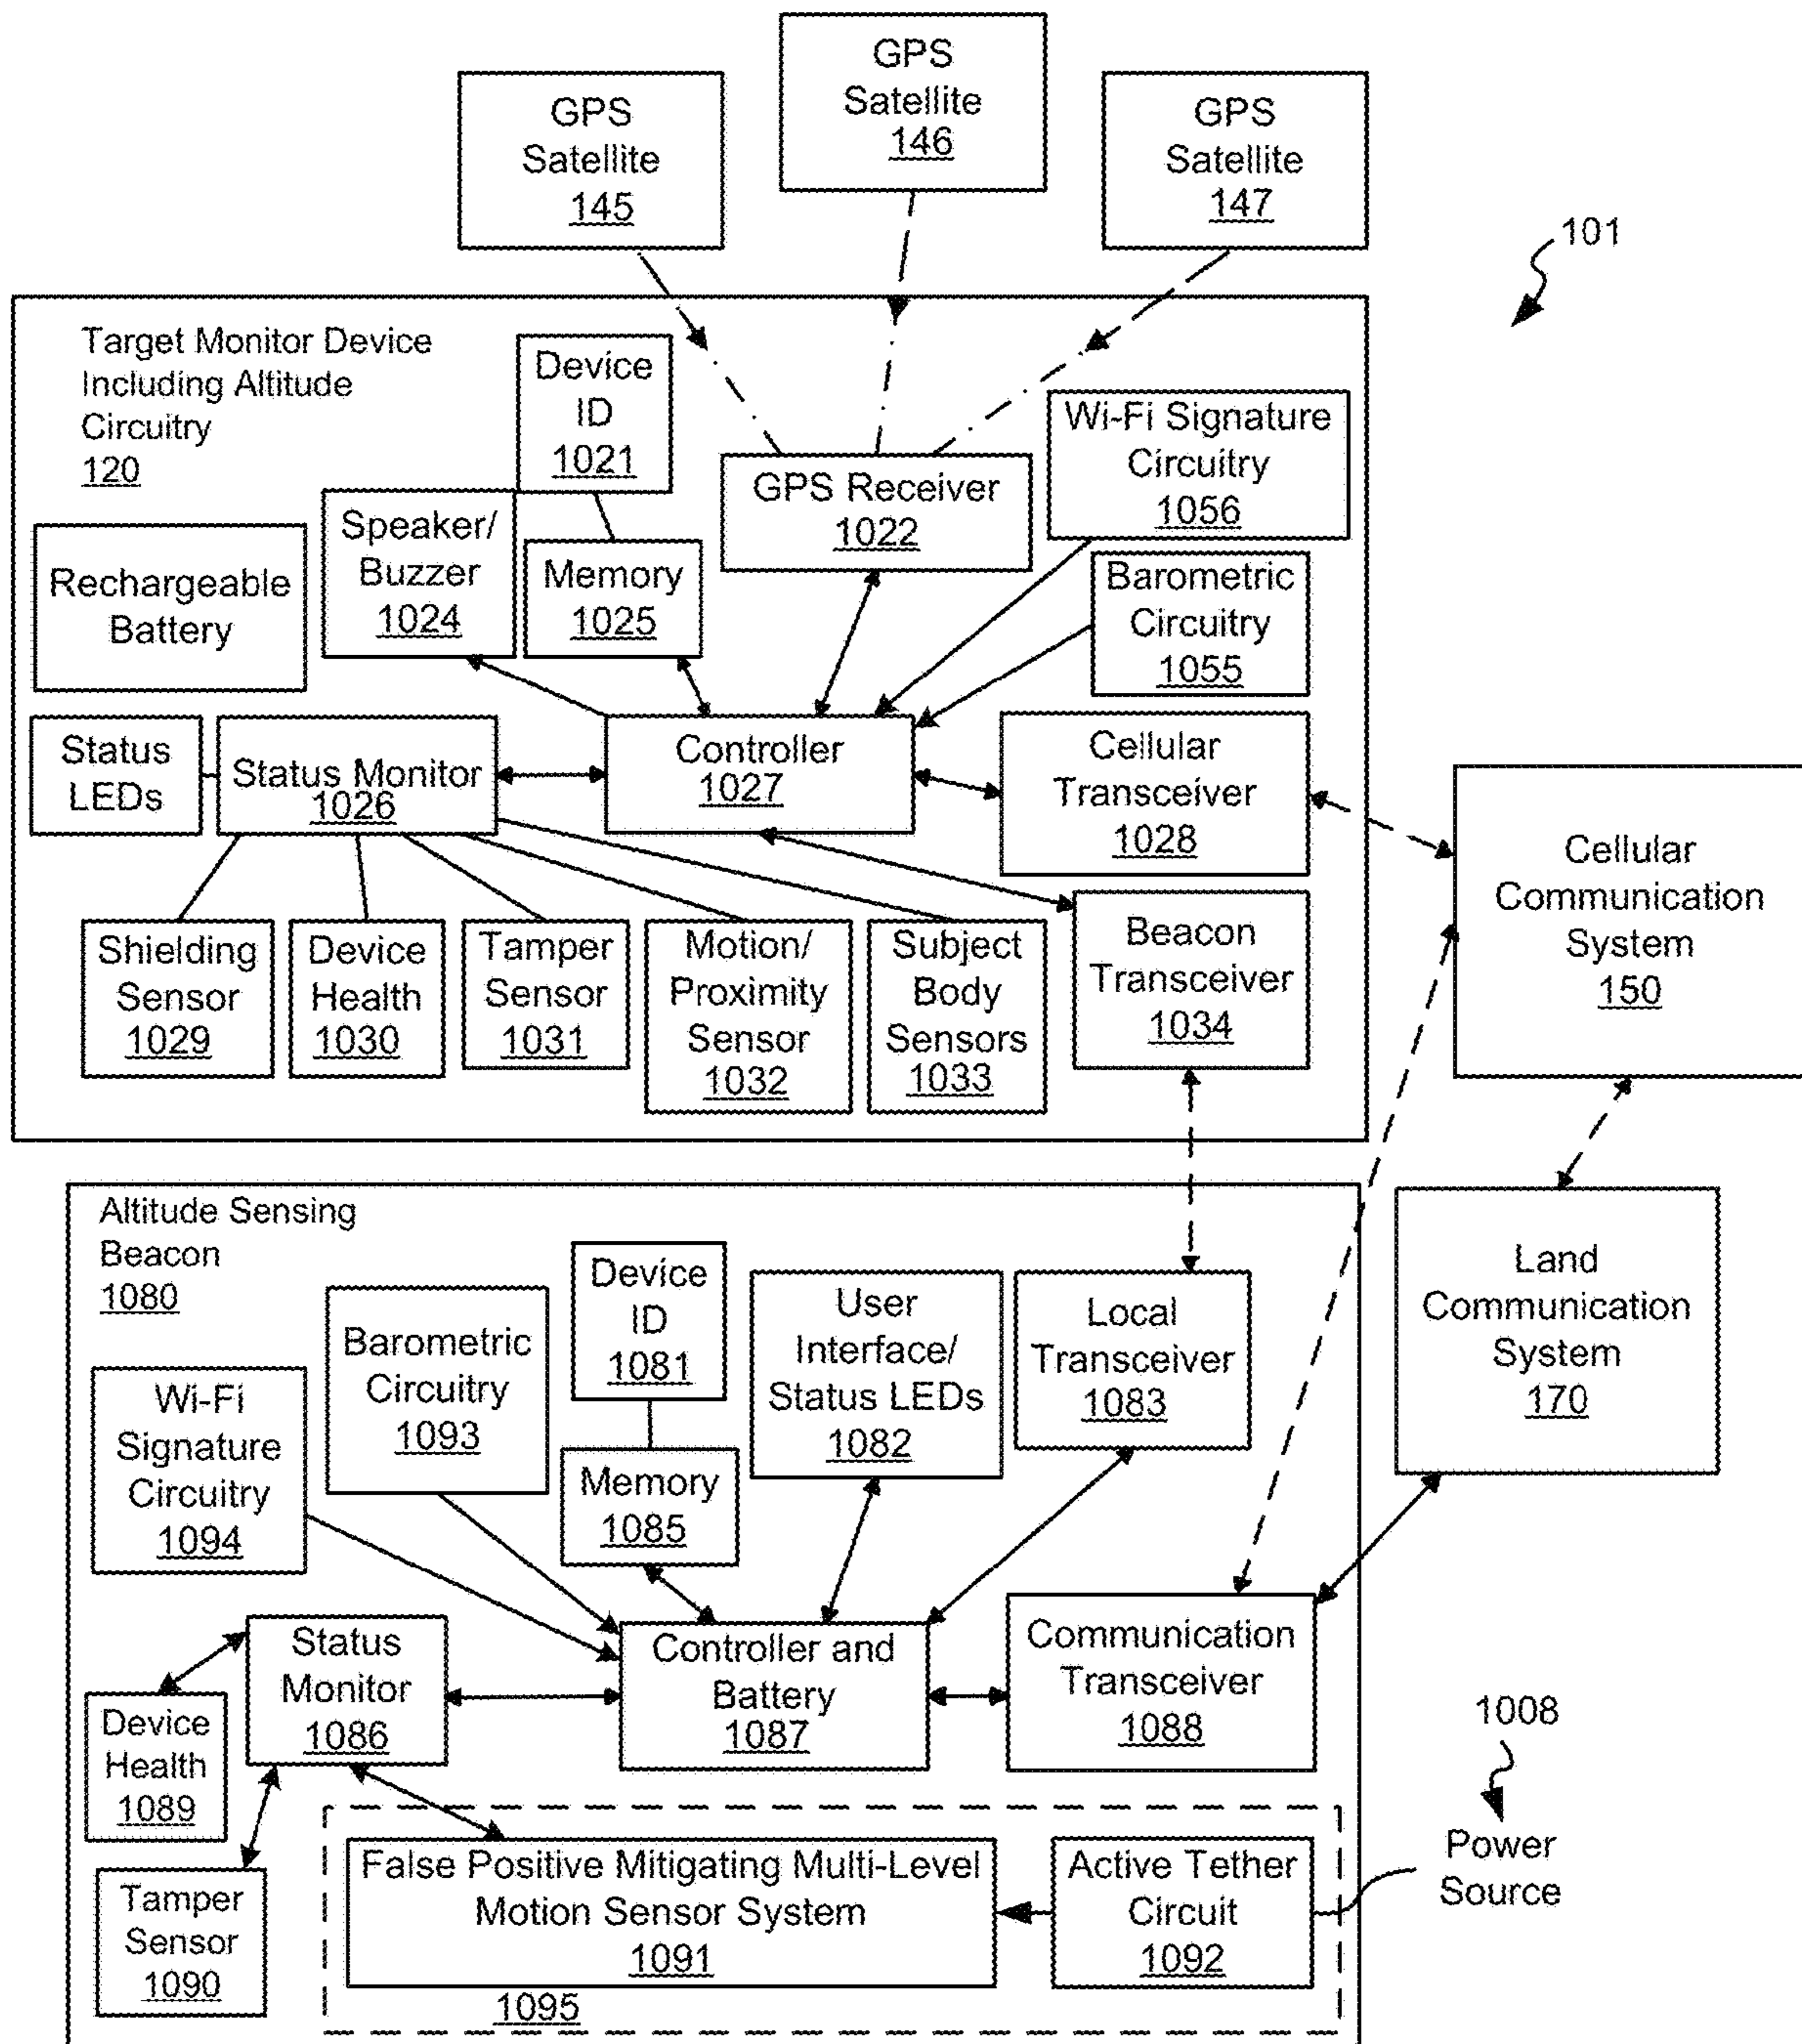 GPS
Satellite
145
GPS
Satellite
146
GPS
Satellite
147
101
Target Monitor Device
Including Altitude
Circuitry
120
Device
ID
1021
GPS Receiver
1022
Wi-Fi Signature
Circuitry
1056
Rechargeable
Battery
Speaker/
Buzzer
1024
Memory
1025
Barometric
Circuitry
1055
Status
LEDs
Status Monitor
1026
Controller
1027
Cellular
Transceiver
1028
Cellular
Communication
System
150
Shielding
Sensor
1029
Device
Health
1030
Tamper
Sensor
1031
Motion/
Proximity
Sensor
1032
Subject
Body
Sensors
1033
Beacon
Transceiver
1034
Altitude Sensing
Beacon
1080
Wi-Fi
Signature
Circuitry
1094
Barometric
Circuitry
1093
Device
ID
1081
Memory
1085
User
Interface/
Status LEDs
1082
Local
Transceiver
1083
Land
Communication
System
170
Status
Monitor
1086
Controller and
Battery
1087
Communication
Transceiver
1088
Device
Health
1089
Tamper
Sensor
1090
False Positive Mitigating Multi-Level
Motion Sensor System
1091
Active Tether
Circuit
1092
1095
1008
Power
Source